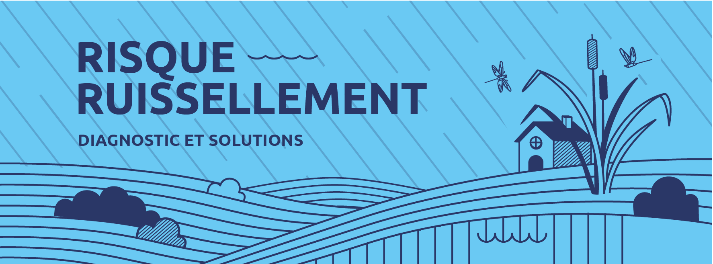 RISQUE
RUISSELLEMENT
DIAGNOSTIC ET SOLUTIONS